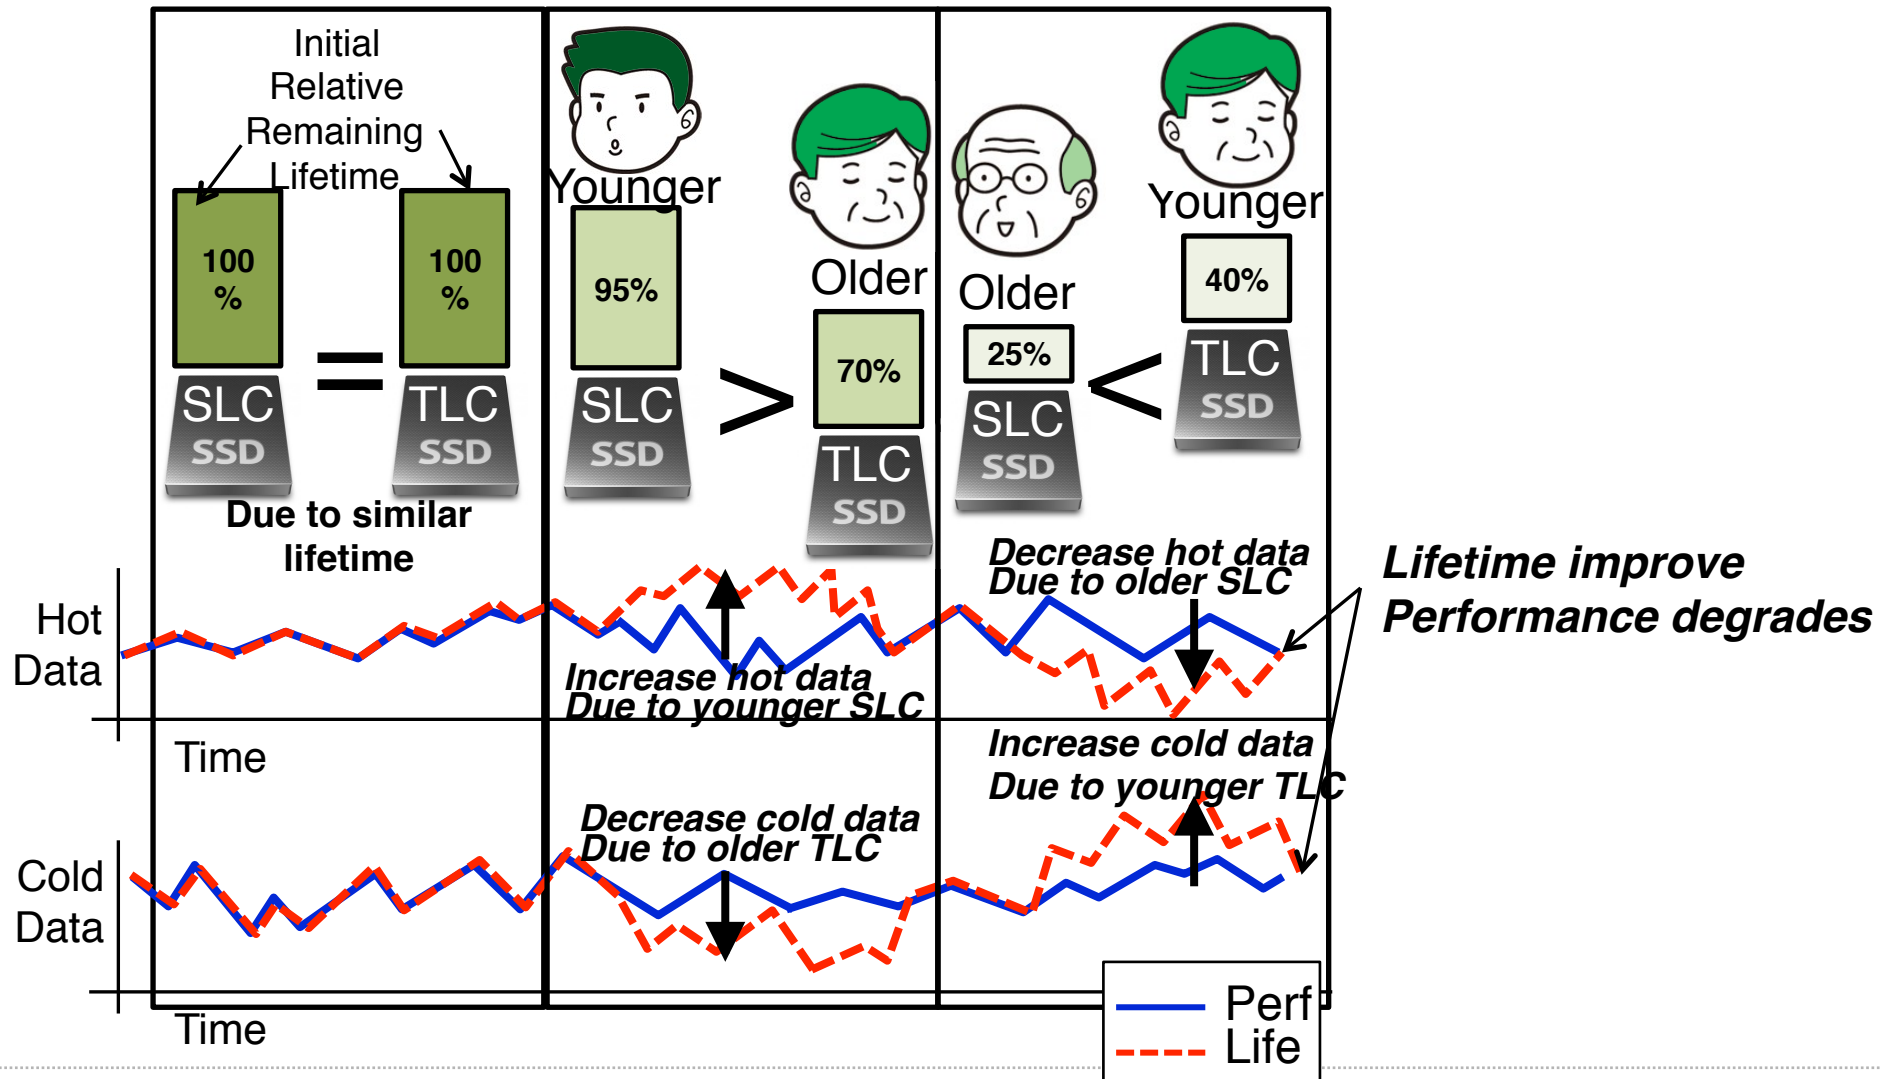 Initial
Relative
Remaining
Lifetime
100
%
100
%
=
SLC
SSD
TLC
SSD
Due to similar
lifetime
Younger
95%
SLC
SSD
>
Older
70%
TLC
SSD
Older
25%
SLC
SSD
<
Younger
40%
TLC
SSD
Hot
Data
Increase hot data
Due to younger SLC
Decrease hot data
Due to older SLC
Lifetime improve
Performance degrades
Time
Cold
Data
Decrease cold data
Due to older TLC
Increase cold data
Due to younger TLC
Time
Perf
Life